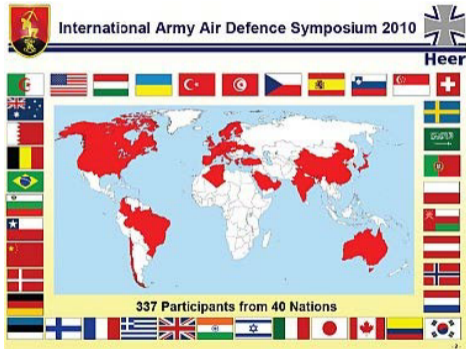 International Army Air Defence Symposium 2010
Heer
337 Participants from 40 Nations